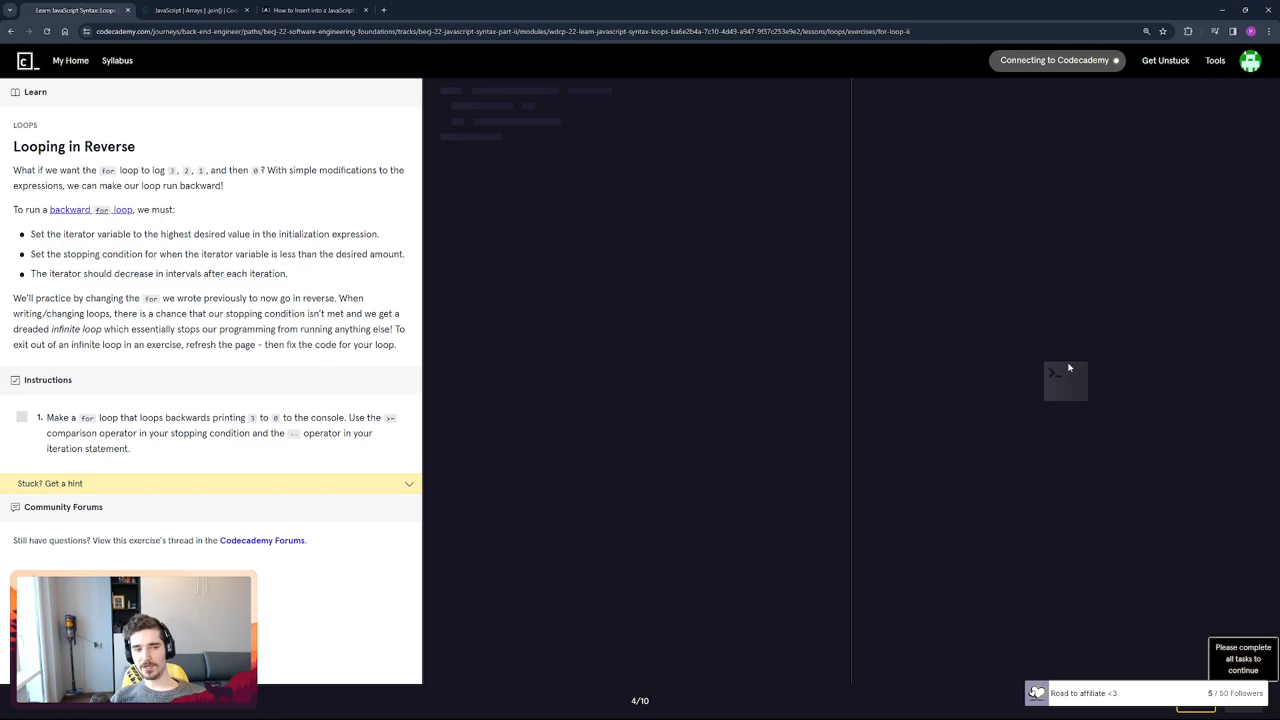 Learn JavaScript Syntax: Loops
JavaScript | Arrays | .join() | Cod
How to Insert into a JavaScript
codecademy.com/journeys/back-end-engineer/paths/becj-22-software-engineering-foundations/tracks/becj-22-javascript-syntax-part-ii/modules/wdcp-22-learn-javascript-syntax-loops-ba6e2b4a-7c10-4d49-a947-9f37c253e9e2/lessons/loops/exercises/for-loop-ii
My Home
Syllabus
Connecting to Codecademy
Get Unstuck
Tools
Learn
LOOPS
Looping in Reverse
What if we want the for loop to log 3, 2, 1, and then 0? With simple modifications to the
expressions, we can make our loop run backward!
To run a backward for loop, we must:
Set the iterator variable to the highest desired value in the initialization expression.
Set the stopping condition for when the iterator variable is less than the desired amount.
The iterator should decrease in intervals after each iteration.
We'll practice by changing the for we wrote previously to now go in reverse. When
writing/changing loops, there is a chance that our stopping condition isn't met and we get a
dreaded infinite loop which essentially stops our programming from running anything else! To
exit out of an infinite loop in an exercise, refresh the page - then fix the code for your loop.
Instructions
1. Make a for loop that loops backwards printing 3 to 0 to the console. Use the >=
comparison operator in your stopping condition and the -- operator in your
iteration statement.
Stuck? Get a hint
Community Forums
Still have questions? View this exercise's thread in the Codecademy Forums.
>_
Please complete
all tasks to
continue
4/10
Road to affiliate <3
5 / 50 Followers